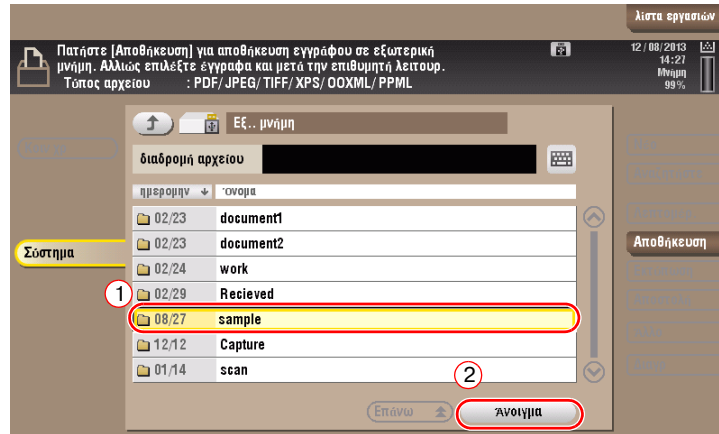 λίστα εργασιών
Πατήστε [Αποθήκευση] για αποθήκευση εγγράφου σε εξωτερική
μνήμη. Αλλιώς επιλέξτε έγγραφα και μετά την επιθυμητή λειτουρ.
Τύπος αρχείου : PDF/JPEG/TIFF/XPS/OOXML/PPML
12/08/2013
14:27
Μνήμη
99%
Εξ.. μνήμη
διαδρομή αρχείου
ημερομην Όνομα
02/23 document1
02/23 document2
Σύστημα
Αποθήκευση
02/24 work
1
02/29 Recieved
08/27 sample
12/12 Capture
01/14 scan
2
Επάνω
Άνοιγμα